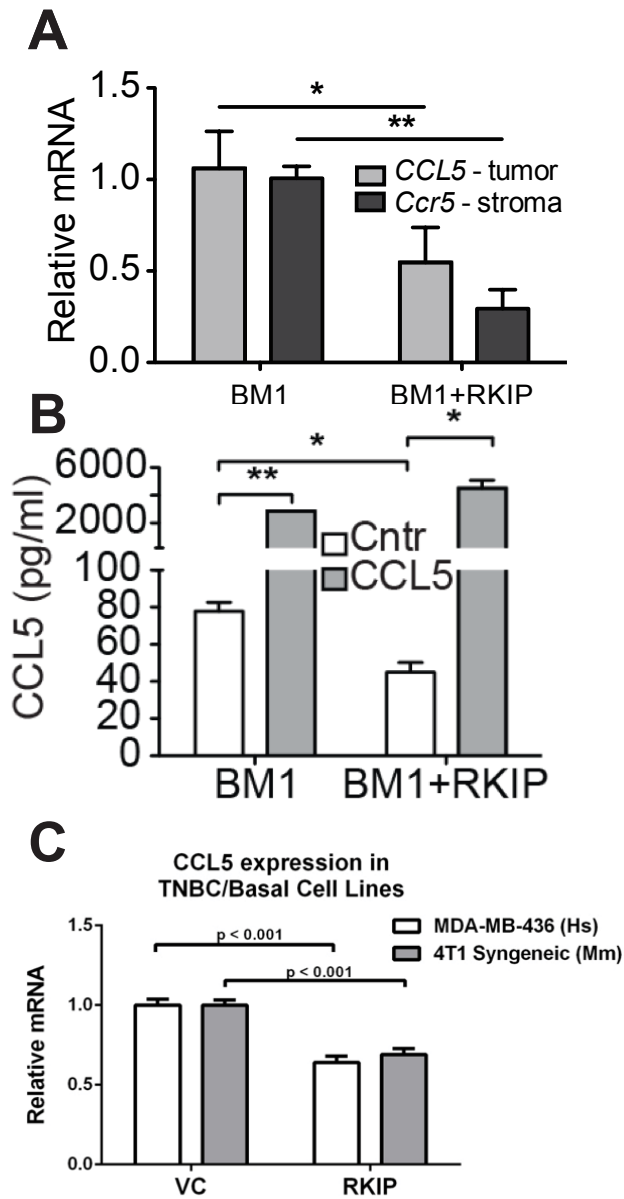 A
Relative mRNA
1.5
1.0
0.5
0.0
*
**
CCL5 - tumor
Ccr5 - stroma
BM1
BM1+RKIP
B
CCL5 (pg/ml)
6000
2000
100
80
60
40
20
0
*
**
*
Cntr
CCL5
BM1
BM1+RKIP
C
CCL5 expression in
TNBC/Basal Cell Lines
MDA-MB-436 (Hs)
4T1 Syngeneic (Mm)
Relative mRNA
1.5
1.0
0.5
0.0
p < 0.001
p < 0.001
VC
RKIP